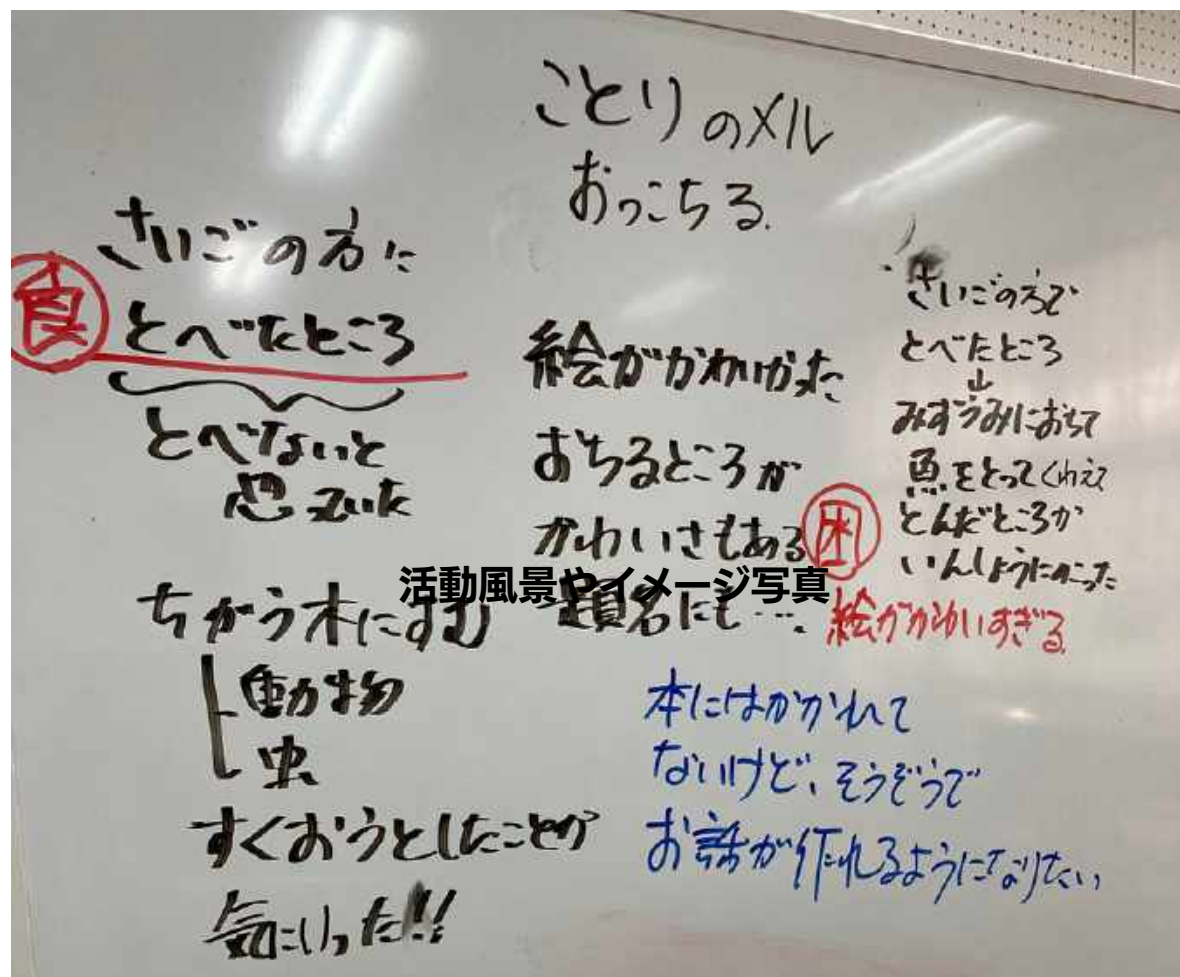 ことりのメル
おっこちる.
さいごの方に
良 とべたところ
とべないと
思っていた
ちがう木にすむ
動物
虫
すくおうとしたことが
気にいった!!
絵がかわいかった
おちるところが
かわいさもある
題名にも….
さいごの方で
とべたところ
みずうみにおちて
魚をとってくわえて
とんだところが
いんしょうにのこった
困
絵がかわいすぎる
本にはかかれて
ないけど、そうぞうで
お話が作れるようになりたい
活動風景やイメージ写真